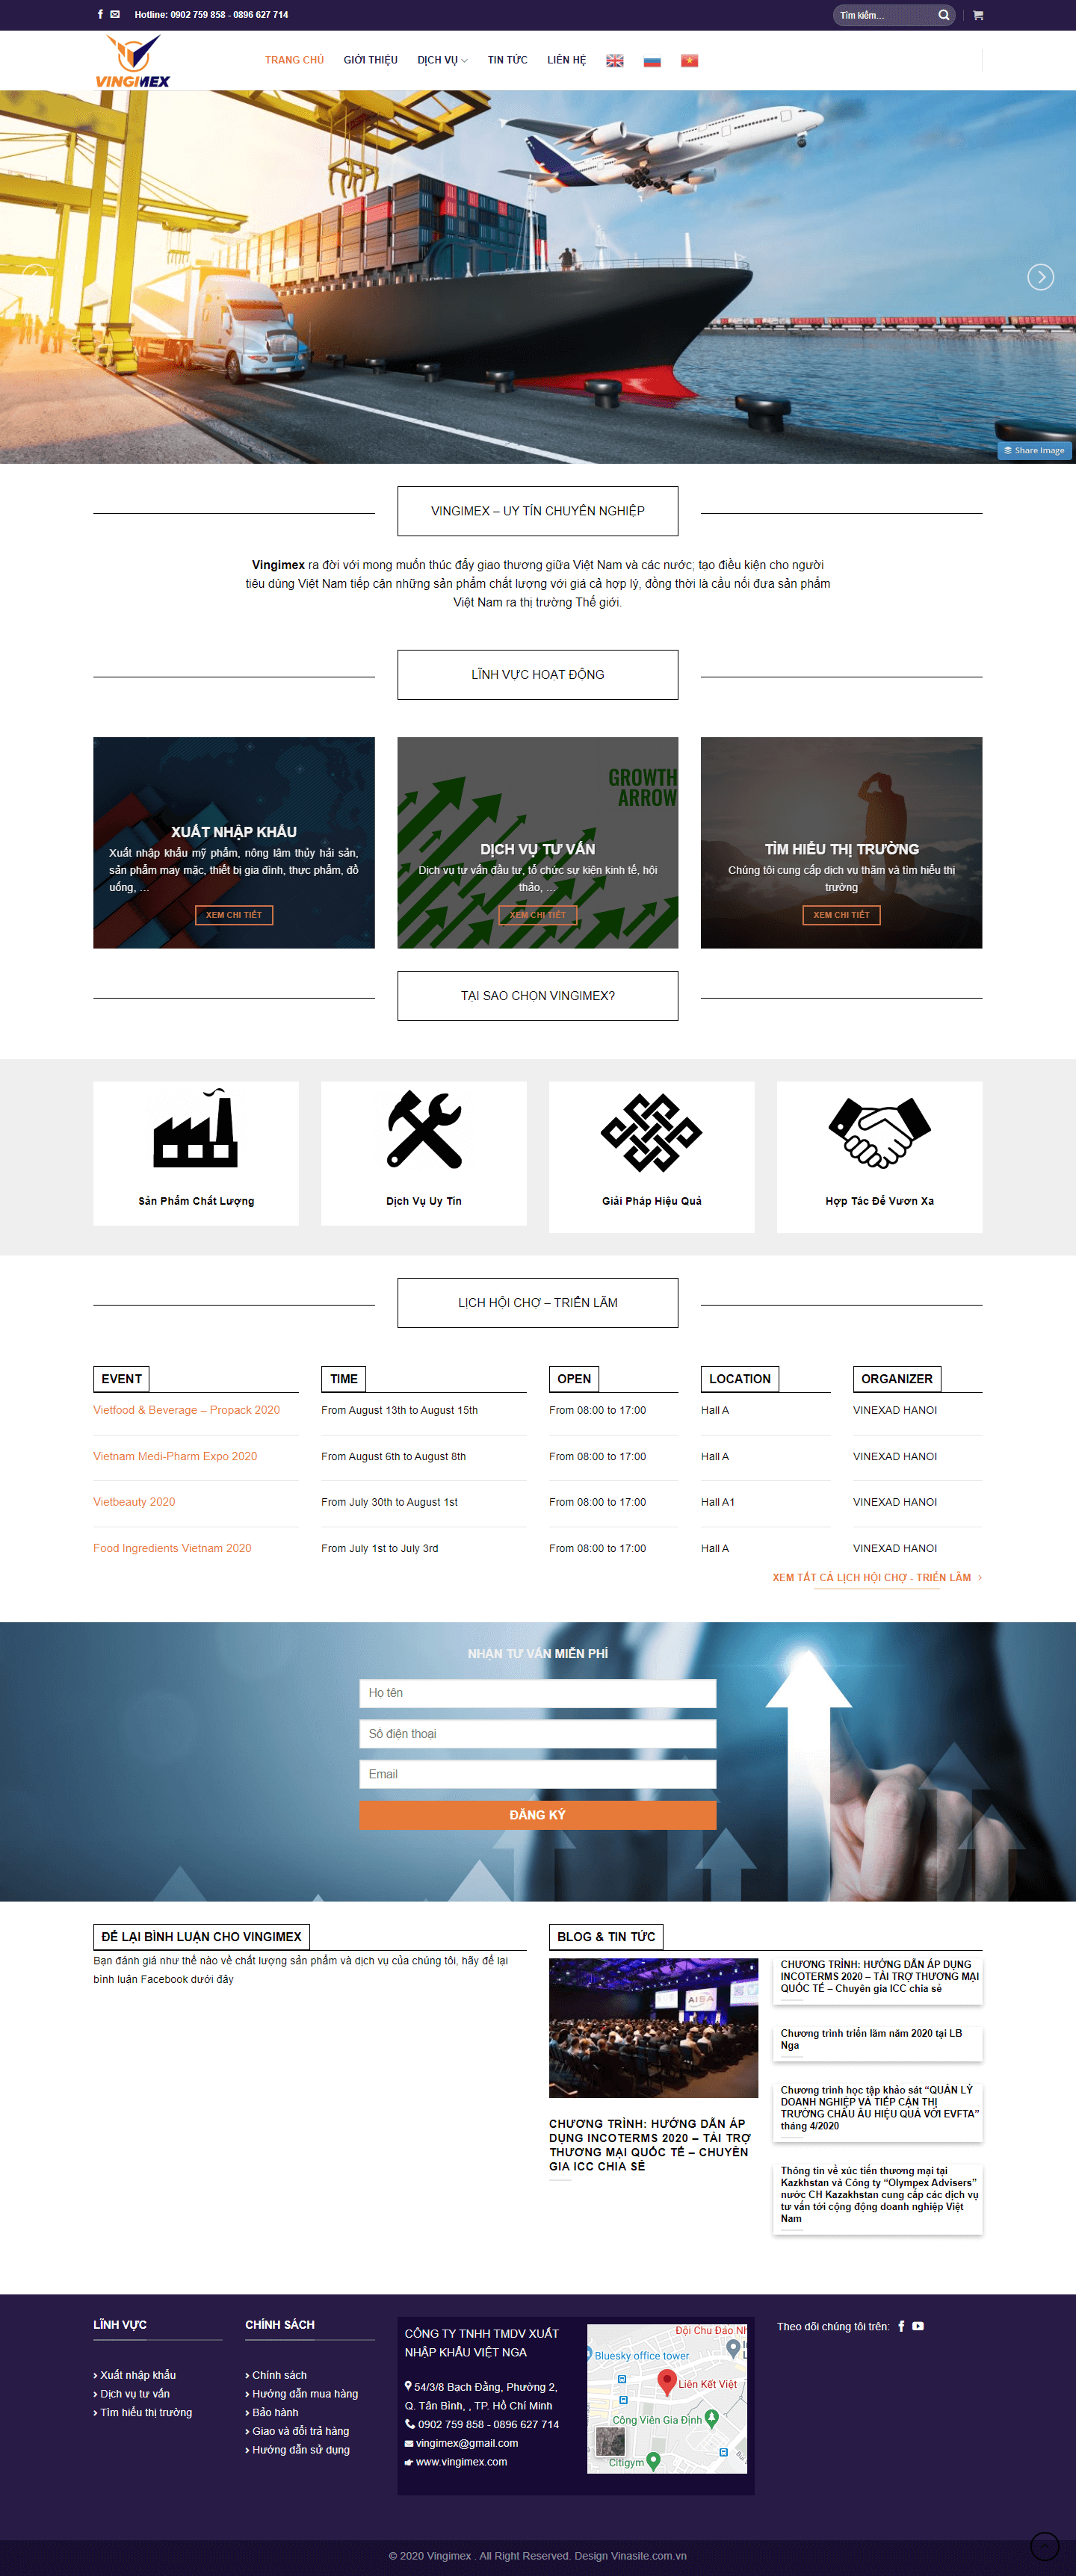 Hotline: 0902 759 858 - 0896 627 714
Tìm kiếm...
VINGIMEX
TRANG CHỦ GIỚI THIỆU DỊCH VỤ TIN TỨC LIÊN HỆ
Share Image
VINGIMEX – UY TÍN CHUYÊN NGHIỆP
Vingimex ra đời với mong muốn thúc đẩy giao thương giữa Việt Nam và các nước; tạo điều kiện cho người
tiêu dùng Việt Nam tiếp cận những sản phẩm chất lượng với giá cả hợp lý, đồng thời là cầu nối đưa sản phẩm
Việt Nam ra thị trường Thế giới.
LĨNH VỰC HOẠT ĐỘNG
XUẤT NHẬP KHẨU
Xuất nhập khẩu mỹ phẩm, nông lâm thủy hải sản,
sản phẩm may mặc, thiết bị gia đình, thực phẩm, đồ
uống, …
XEM CHI TIẾT
GROWTH
ARROW
DỊCH VỤ TƯ VẤN
Dịch vụ tư vấn đầu tư, tổ chức sự kiện kinh tế, hội
thảo, …
XEM CHI TIẾT
TÌM HIỂU THỊ TRƯỜNG
Chúng tôi cung cấp dịch vụ thăm và tìm hiểu thị
trường
XEM CHI TIẾT
TẠI SAO CHỌN VINGIMEX?
Sản Phẩm Chất Lượng
Dịch Vụ Uy Tín
Giải Pháp Hiệu Quả
Hợp Tác Để Vươn Xa
LỊCH HỘI CHỢ – TRIỂN LÃM
EVENT TIME OPEN LOCATION ORGANIZER
Vietfood & Beverage – Propack 2020 From August 13th to August 15th From 08:00 to 17:00 Hall A VINEXAD HANOI
Vietnam Medi-Pharm Expo 2020 From August 6th to August 8th From 08:00 to 17:00 Hall A VINEXAD HANOI
Vietbeauty 2020 From July 30th to August 1st From 08:00 to 17:00 Hall A1 VINEXAD HANOI
Food Ingredients Vietnam 2020 From July 1st to July 3rd From 08:00 to 17:00 Hall A VINEXAD HANOI
XEM TẤT CẢ LỊCH HỘI CHỢ - TRIỂN LÃM
NHẬN TƯ VẤN MIỄN PHÍ
Họ tên
Số điện thoại
Email
ĐĂNG KÝ
ĐỂ LẠI BÌNH LUẬN CHO VINGIMEX
Bạn đánh giá như thế nào về chất lượng sản phẩm và dịch vụ của chúng tôi, hãy để lại
bình luận Facebook dưới đây
BLOG & TIN TỨC
AIBA
CHƯƠNG TRÌNH: HƯỚNG DẪN ÁP
DỤNG INCOTERMS 2020 – TÀI TRỢ
THƯƠNG MẠI QUỐC TẾ – CHUYÊN
GIA ICC CHIA SẺ
CHƯƠNG TRÌNH: HƯỚNG DẪN ÁP DỤNG
INCOTERMS 2020 – TÀI TRỢ THƯƠNG MẠI
QUỐC TẾ – Chuyên gia ICC chia sẻ
Chương trình triển lãm năm 2020 tại LB
Nga
Chương trình học tập khảo sát “QUẢN LÝ
DOANH NGHIỆP VÀ TIẾP CẬN THỊ
TRƯỜNG CHÂU ÂU HIỆU QUẢ VỚI EVFTA”
tháng 4/2020
Thông tin về xúc tiến thương mại tại
Kazkhstan và Công ty “Olympex Advisers”
nước CH Kazakhstan cung cấp các dịch vụ
tư vấn tới cộng động doanh nghiệp Việt
Nam
LĨNH VỰC
Xuất nhập khẩu
Dịch vụ tư vấn
Tìm hiểu thị trường
CHÍNH SÁCH
Chính sách
Hướng dẫn mua hàng
Bảo hành
Giao và đổi trả hàng
Hướng dẫn sử dụng
CÔNG TY TNHH TMDV XUẤT
NHẬP KHẨU VIỆT NGA
54/3/8 Bạch Đằng, Phường 2,
Q. Tân Bình, , TP. Hồ Chí Minh
0902 759 858 - 0896 627 714
vingimex@gmail.com
www.vingimex.com
Đội Chu Đáo
Bluesky office tower
Liên Kết Việt
Công Viên Gia Định
Citigym
Theo dõi chúng tôi trên:
© 2020 Vingimex . All Right Reserved. Design Vinasite.com.vn